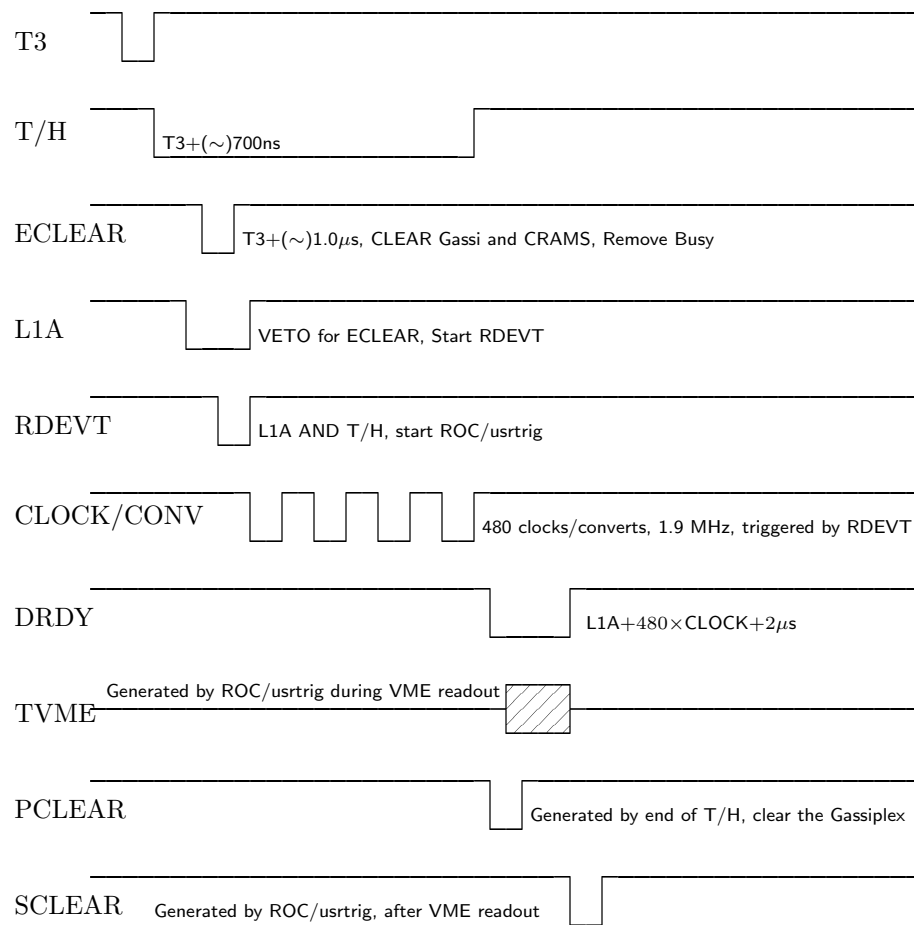 T3
T/H
T3+(∼)700ns
ECLEAR
T3+(∼)1.0μs, CLEAR Gassi and CRAMS, Remove Busy
L1A
VETO for ECLEAR, Start RDEVT
RDEVT
L1A AND T/H, start ROC/usrtrig
CLOCK/CONV
480 clocks/converts, 1.9 MHz, triggered by RDEVT
DRDY
L1A+480×CLOCK+2μs
Generated by ROC/usrtrig during VME readout
TVME
PCLEAR
Generated by end of T/H, clear the Gassiplex
SCLEAR
Generated by ROC/usrtrig, after VME readout